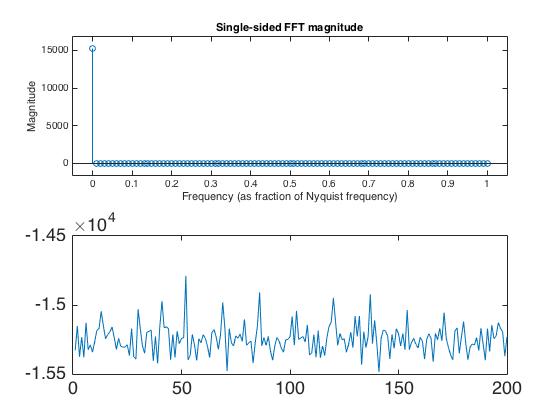 Single-sided FFT magnitude
15000
10000
5000
0
Magnitude
0 0.1 0.2 0.3 0.4 0.5 0.6 0.7 0.8 0.9 1
Frequency (as fraction of Nyquist frequency)
×10^4
-1.45
-1.5
-1.55
0 50 100 150 200